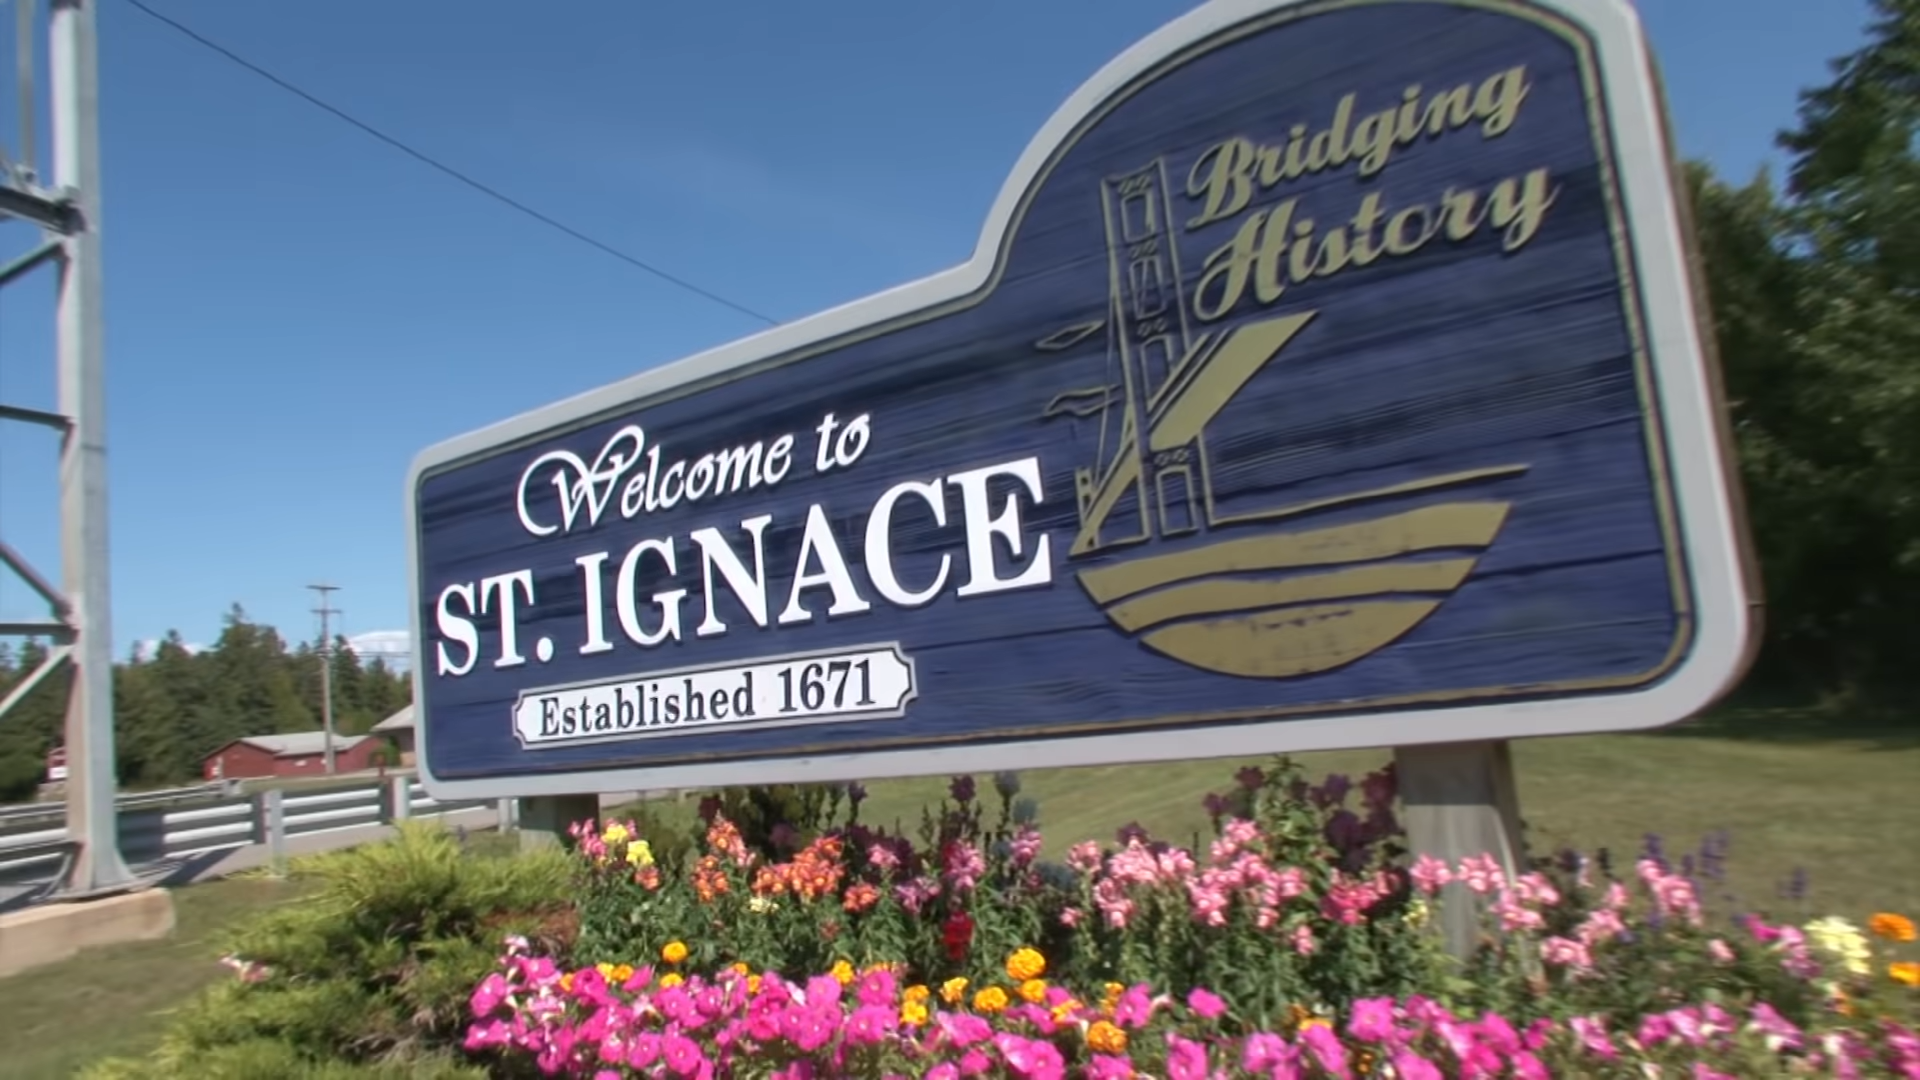 Bridging
History
Welcome to
ST. IGNACE
Established 1671